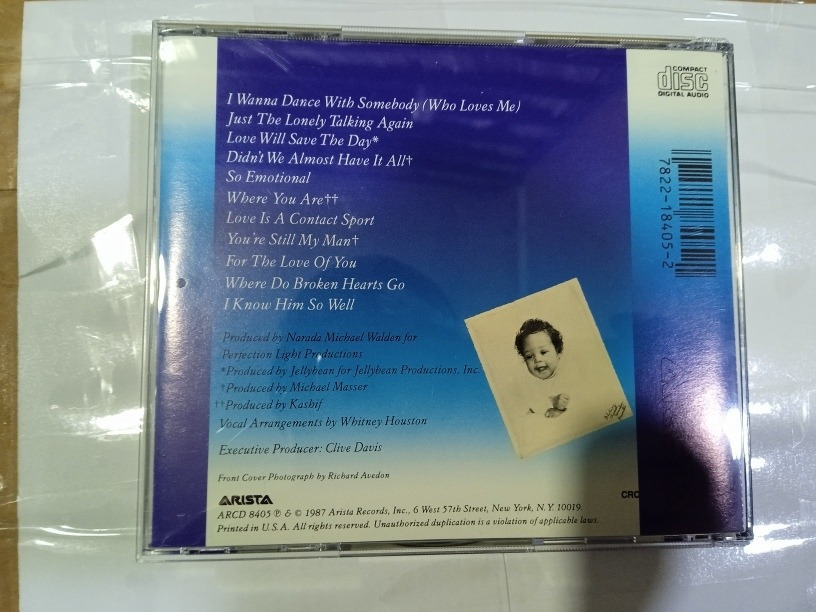 I Wanna Dance With Somebody (Who Loves Me)
Just The Lonely Talking Again
Love Will Save The Day*
Didn't We Almost Have It All†
So Emotional
Where You Are††
Love Is A Contact Sport
You're Still My Man†
For The Love Of You
Where Do Broken Hearts Go
I Know Him So Well
Produced by Narada Michael Walden for
Perfection Light Productions
*Produced by Jellybean for Jellybean Productions, Inc.
†Produced by Michael Masser
††Produced by Kashif
Vocal Arrangements by Whitney Houston
Executive Producer: Clive Davis
Front Cover Photograph by Richard Avedon
ARISTA
ARCD 8405 ℗ & © 1987 Arista Records, Inc., 6 West 57th Street, New York, N.Y. 10019.
Printed in U.S.A. All rights reserved. Unauthorized duplication is a violation of applicable laws.
COMPACT
disc
DIGITAL AUDIO
7822-18405-2
CRC